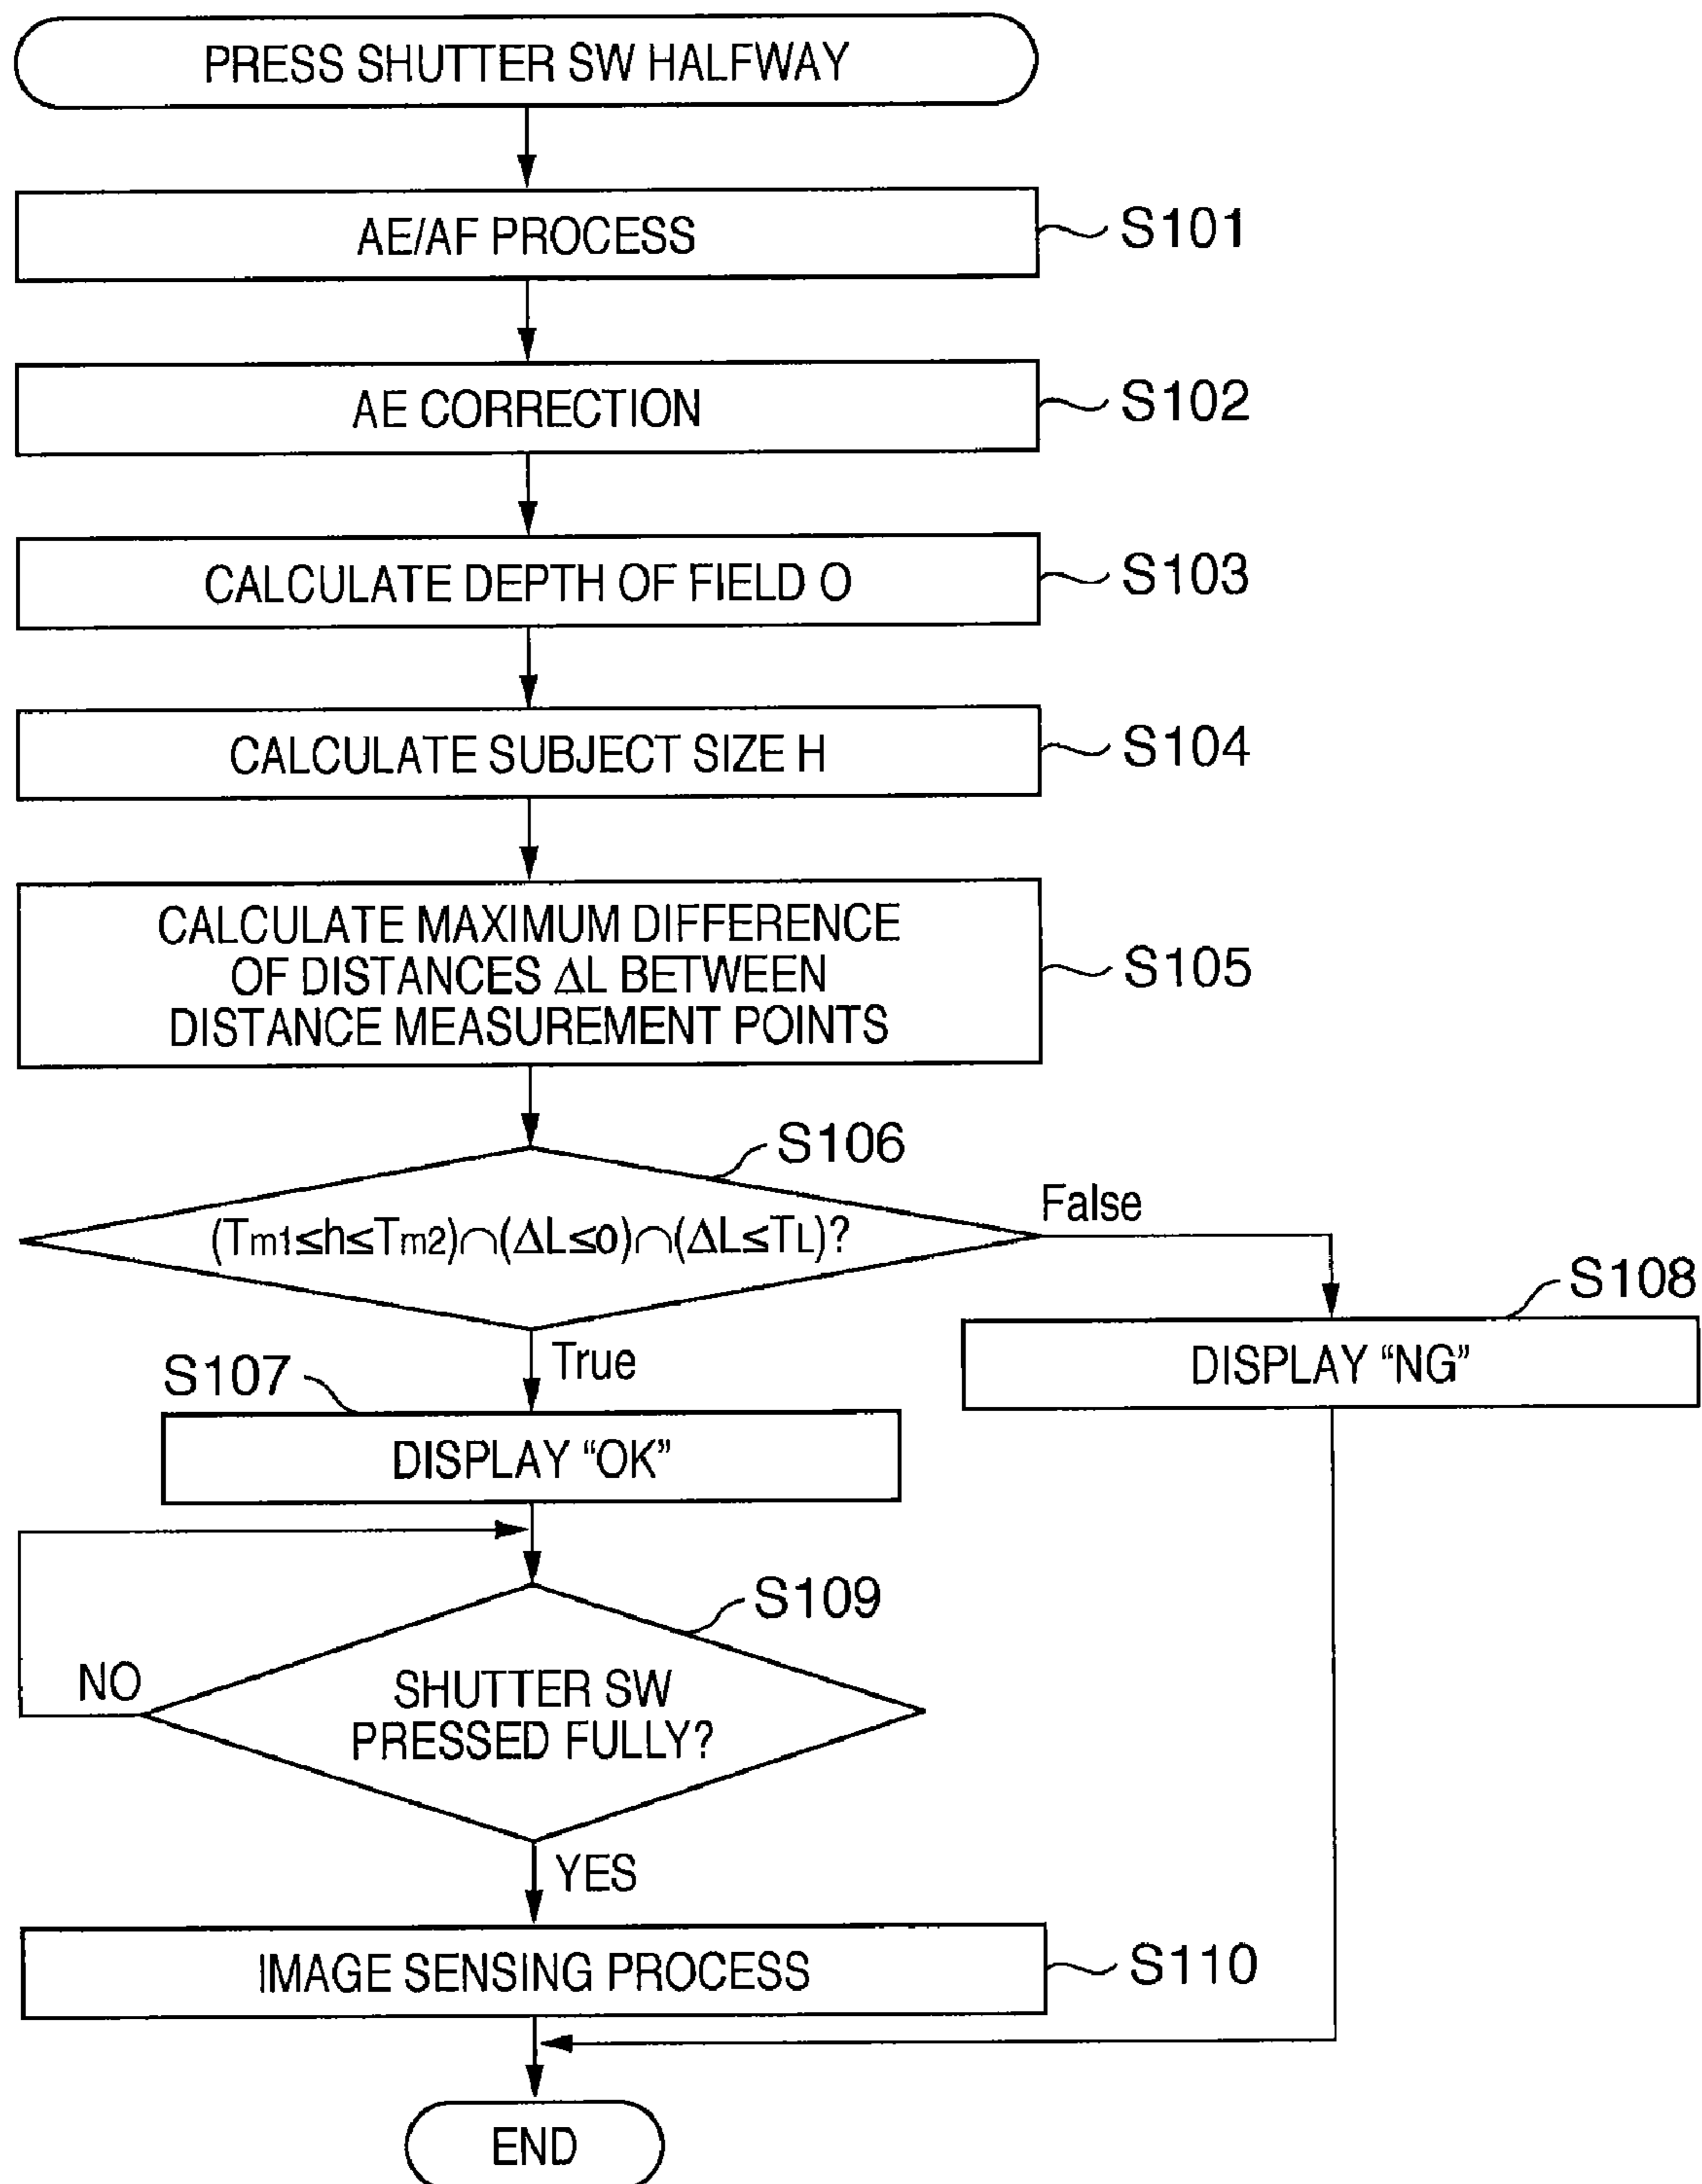 PRESS SHUTTER SW HALFWAY
AE/AF PROCESS
S101
AE CORRECTION
S102
CALCULATE DEPTH OF FIELD O
S103
CALCULATE SUBJECT SIZE H
S104
CALCULATE MAXIMUM DIFFERENCE
OF DISTANCES ΔL BETWEEN
DISTANCE MEASUREMENT POINTS
S105
S106
(Tm1≤h≤Tm2)∩(ΔL≤o)∩(ΔL≤TL)?
False
S108
DISPLAY “NG”
True
S107
DISPLAY “OK”
S109
SHUTTER SW
PRESSED FULLY?
NO
YES
IMAGE SENSING PROCESS
S110
END